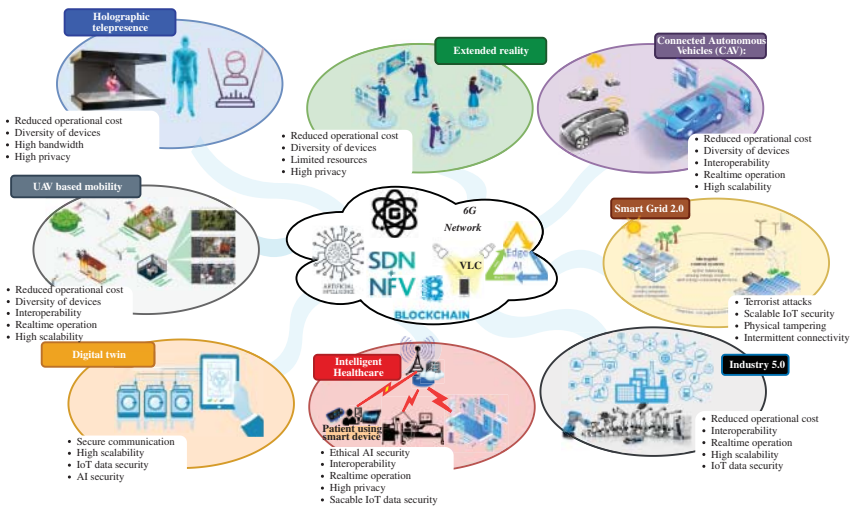 Holographic
telepresence
Reduced operational cost
Diversity of devices
High bandwidth
High privacy
Extended reality
Reduced operational cost
Diversity of devices
Limited resources
High privacy
Connected Autonomous
Vehicles (CAV):
Reduced operational cost
Diversity of devices
Interoperability
Realtime operation
High scalability
UAV based mobility
Reduced operational cost
Diversity of devices
Interoperability
Realtime operation
High scalability
6G
Network
G
ARTIFICIAL
INTELLIGENCE
SDN
+
NFV
VLC
Edge
AI
BLOCKCHAIN
Smart Grid 2.0
Terrorist attacks
Scalable IoT security
Physical tampering
Intermittent connectivity
Digital twin
Secure communication
High scalability
IoT data security
AI security
Intelligent
Healthcare
Patient using
smart device
Ethical AI security
Interoperability
Realtime operation
High privacy
Sacable IoT data security
Industry 5.0
Reduced operational cost
Interoperability
Realtime operation
High scalability
IoT data security